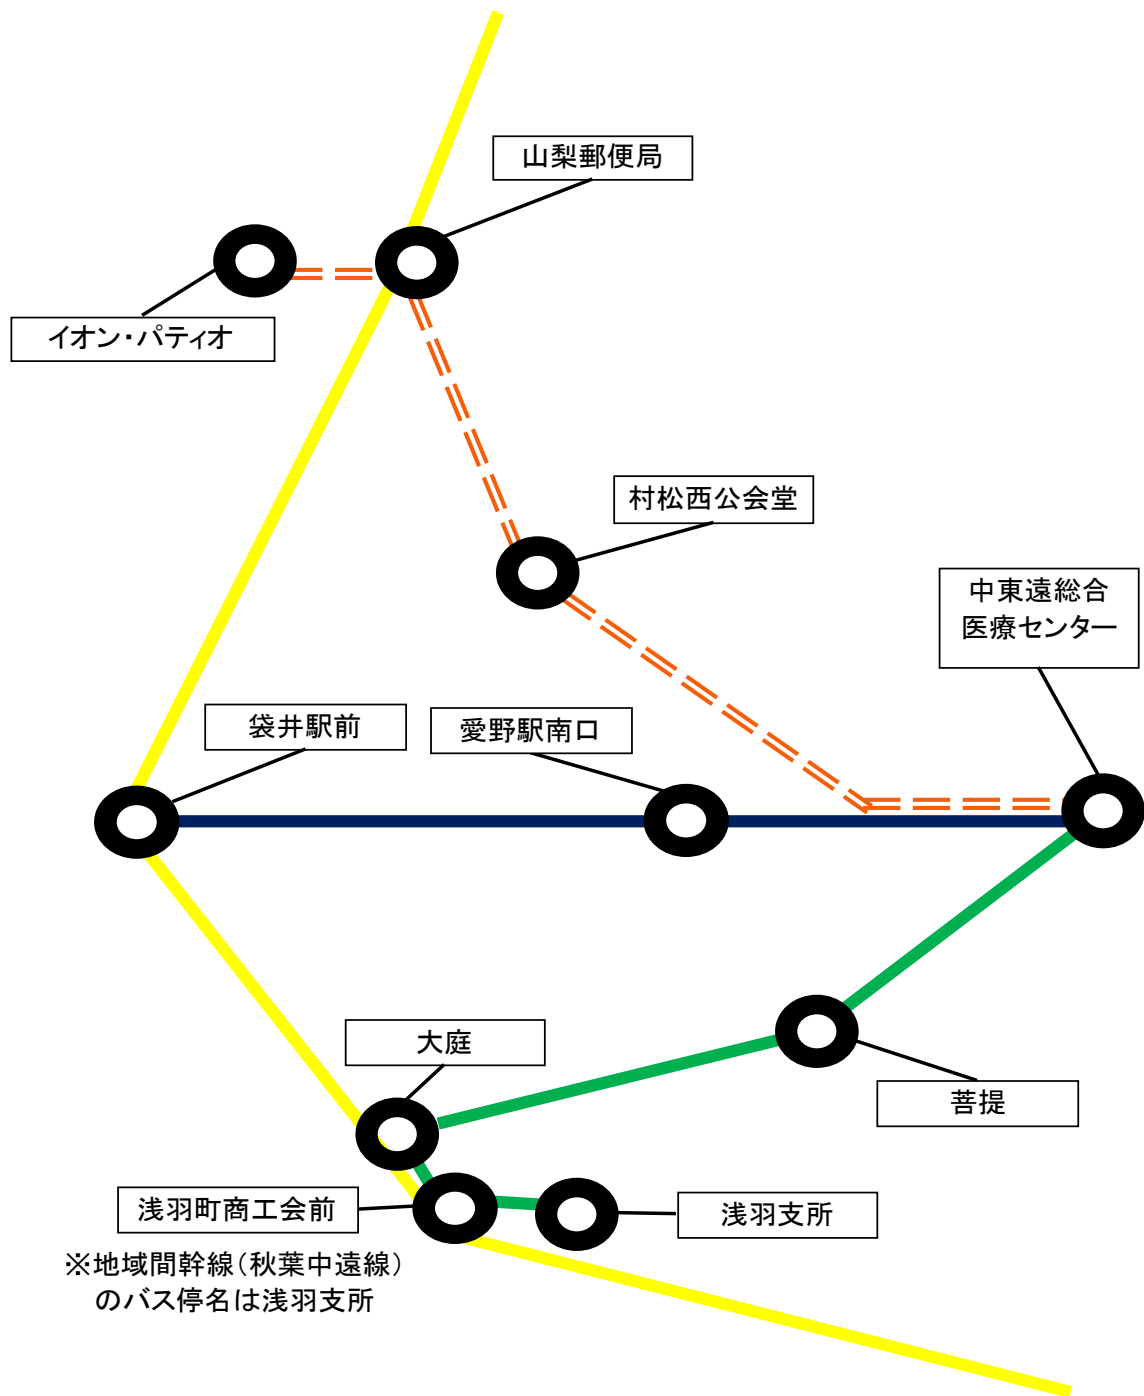 山梨郵便局
イオン・パティオ
村松西公会堂
中東遠総合
医療センター
袋井駅前
愛野駅南口
大庭
菩提
浅羽町商工会前
浅羽支所
※地域間幹線（秋葉中遠線）
のバス停名は浅羽支所